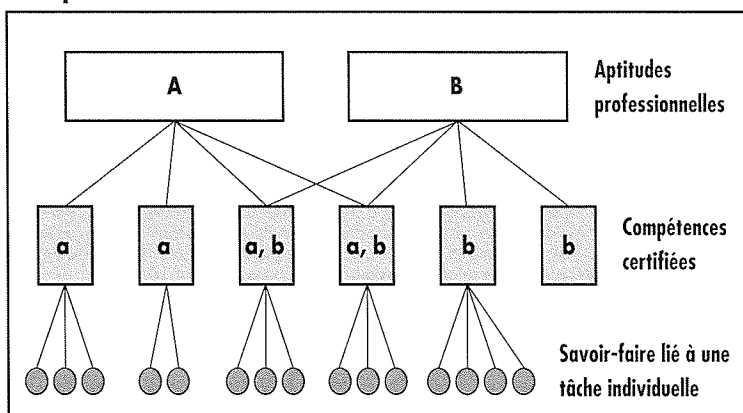 A
B
Aptitudes
professionnelles
a
a
a, b
a, b
b
b
Compétences
certifiées
Savoir-faire lié à une
tâche individuelle